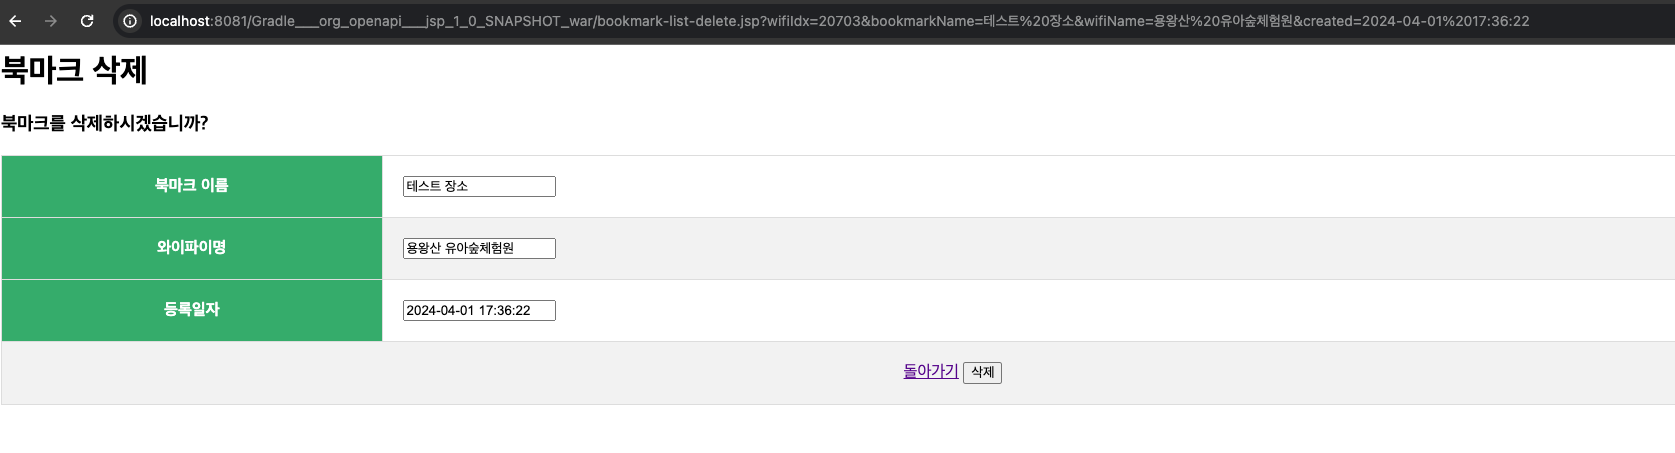 localhost:8081/Gradle___org_openapi___jsp_1_0_SNAPSHOT_war/bookmark-list-delete.jsp?wifiIdx=20703&bookmarkName=테스트%20장소&wifiName=용왕산%20유아숲체험원&created=2024-04-01%2017:36:22
북마크 삭제
북마크를 삭제하시겠습니까?
북마크 이름 테스트 장소
와이파이명 용왕산 유아숲체험원
등록일자 2024-04-01 17:36:22
돌아가기 삭제